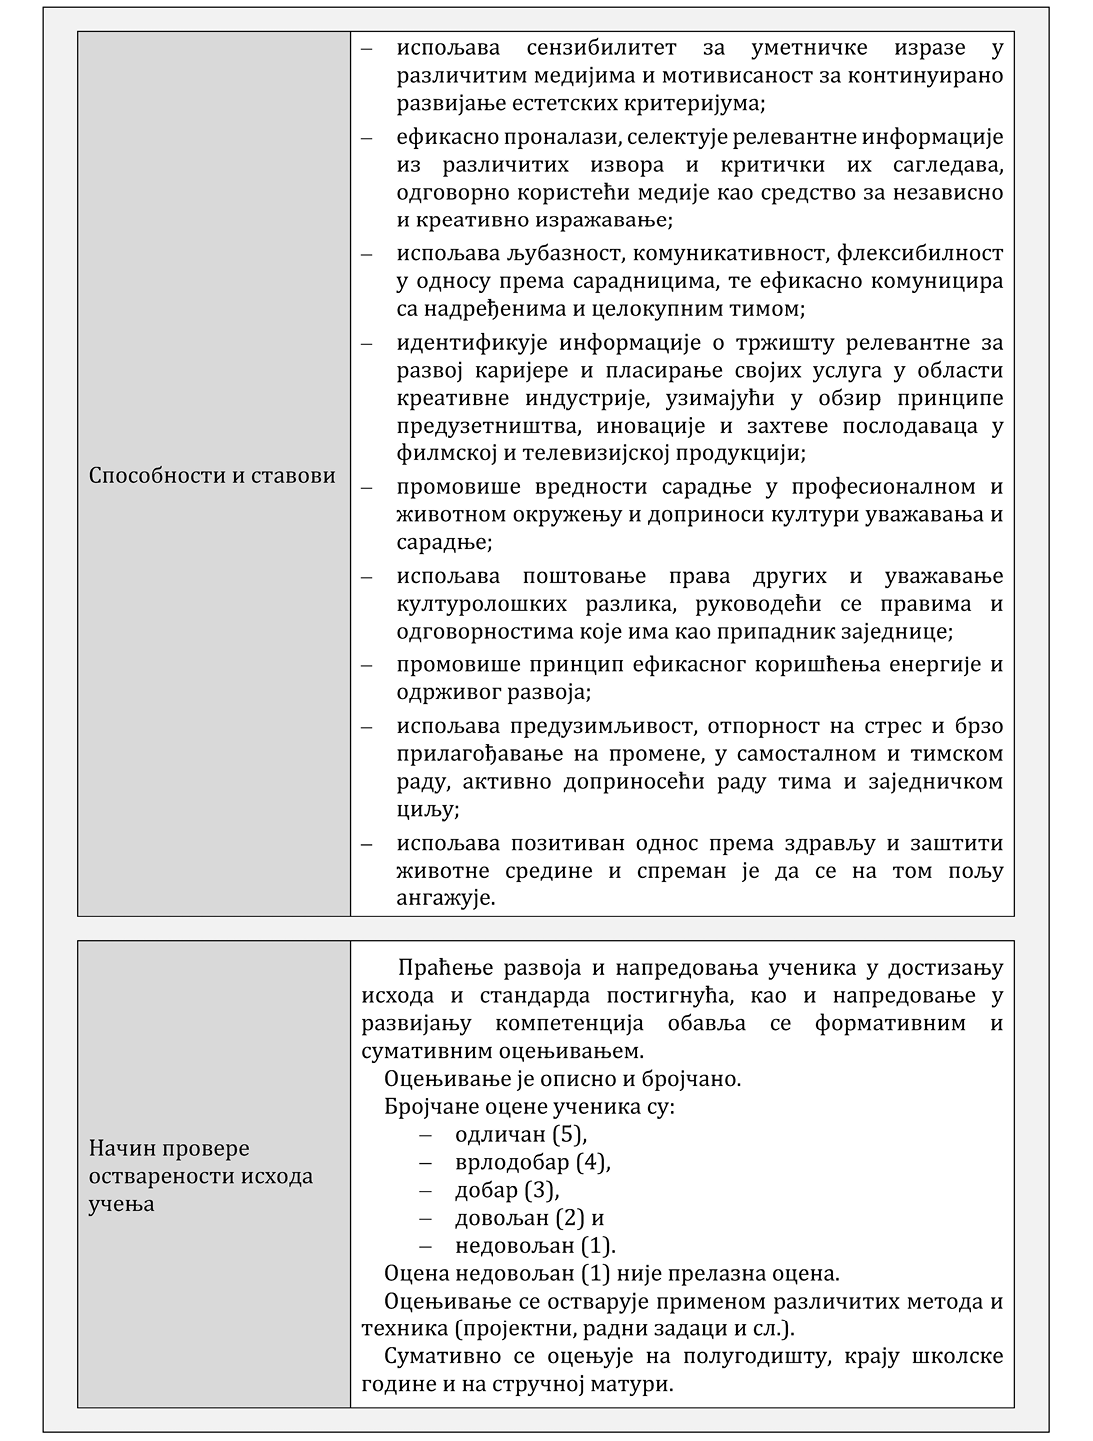 Способности и ставови
– испољава сензибилитет за уметничке изразе у
различитим медијима и мотивисаност за континуирано
развијање естетских критеријума;
– ефикасно проналази, селектује релевантне информације
из различитих извора и критички их сагледава,
одговорно користећи медије као средство за независно
и креативно изражавање;
– испољава љубазност, комуникативност, флексибилност
у односу према сарадницима, те ефикасно комуницира
са надређенима и целокупним тимом;
– идентификује информације о тржишту релевантне за
развој каријере и пласирање својих услуга у области
креативне индустрије, узимајући у обзир принципе
предузетништва, иновације и захтеве послодаваца у
филмској и телевизијској продукцији;
– промовише вредности сарадње у професионалном и
животном окружењу и доприноси култури уважавања и
сарадње;
– испољава поштовање права других и уважавање
културолошких разлика, руководећи се правима и
одговорностима које има као припадник заједнице;
– промовише принцип ефикасног коришћења енергије и
одрживог развоја;
– испољава предузимљивост, отпорност на стрес и брзо
прилагођавање на промене, у самосталном и тимском
раду, активно доприносећи раду тима и заједничком
циљу;
– испољава позитиван однос према здрављу и заштити
животне средине и спреман је да се на том пољу
ангажује.
Начин провере
остварености исхода
учења
Праћење развоја и напредовања ученика у достизању
исхода и стандарда постигнућа, као и напредовање у
развијању компетенција обавља се формативним и
сумативним оцењивањем.
Оцењивање је описно и бројчано.
Бројчане оцене ученика су:
– одличан (5),
– врлодобар (4),
– добар (3),
– довољан (2) и
– недовољан (1).
Оцена недовољан (1) није прелазна оцена.
Оцењивање се остварује применом различитих метода и
техника (пројектни, радни задаци и сл.).
Сумативно се оцењује на полугодишту, крају школске
године и на стручној матури.